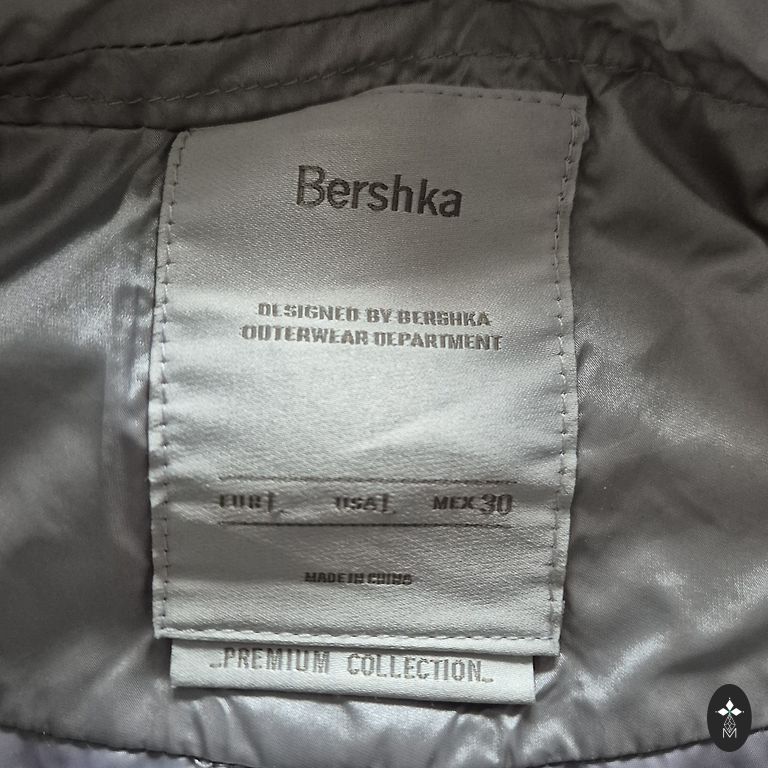 Bershka
DESIGNED BY BERSHKA
OUTERWEAR DEPARTMENT
EUR L USA L MEX 30
MADE IN CHINA
PREMIUM COLLECTION
M